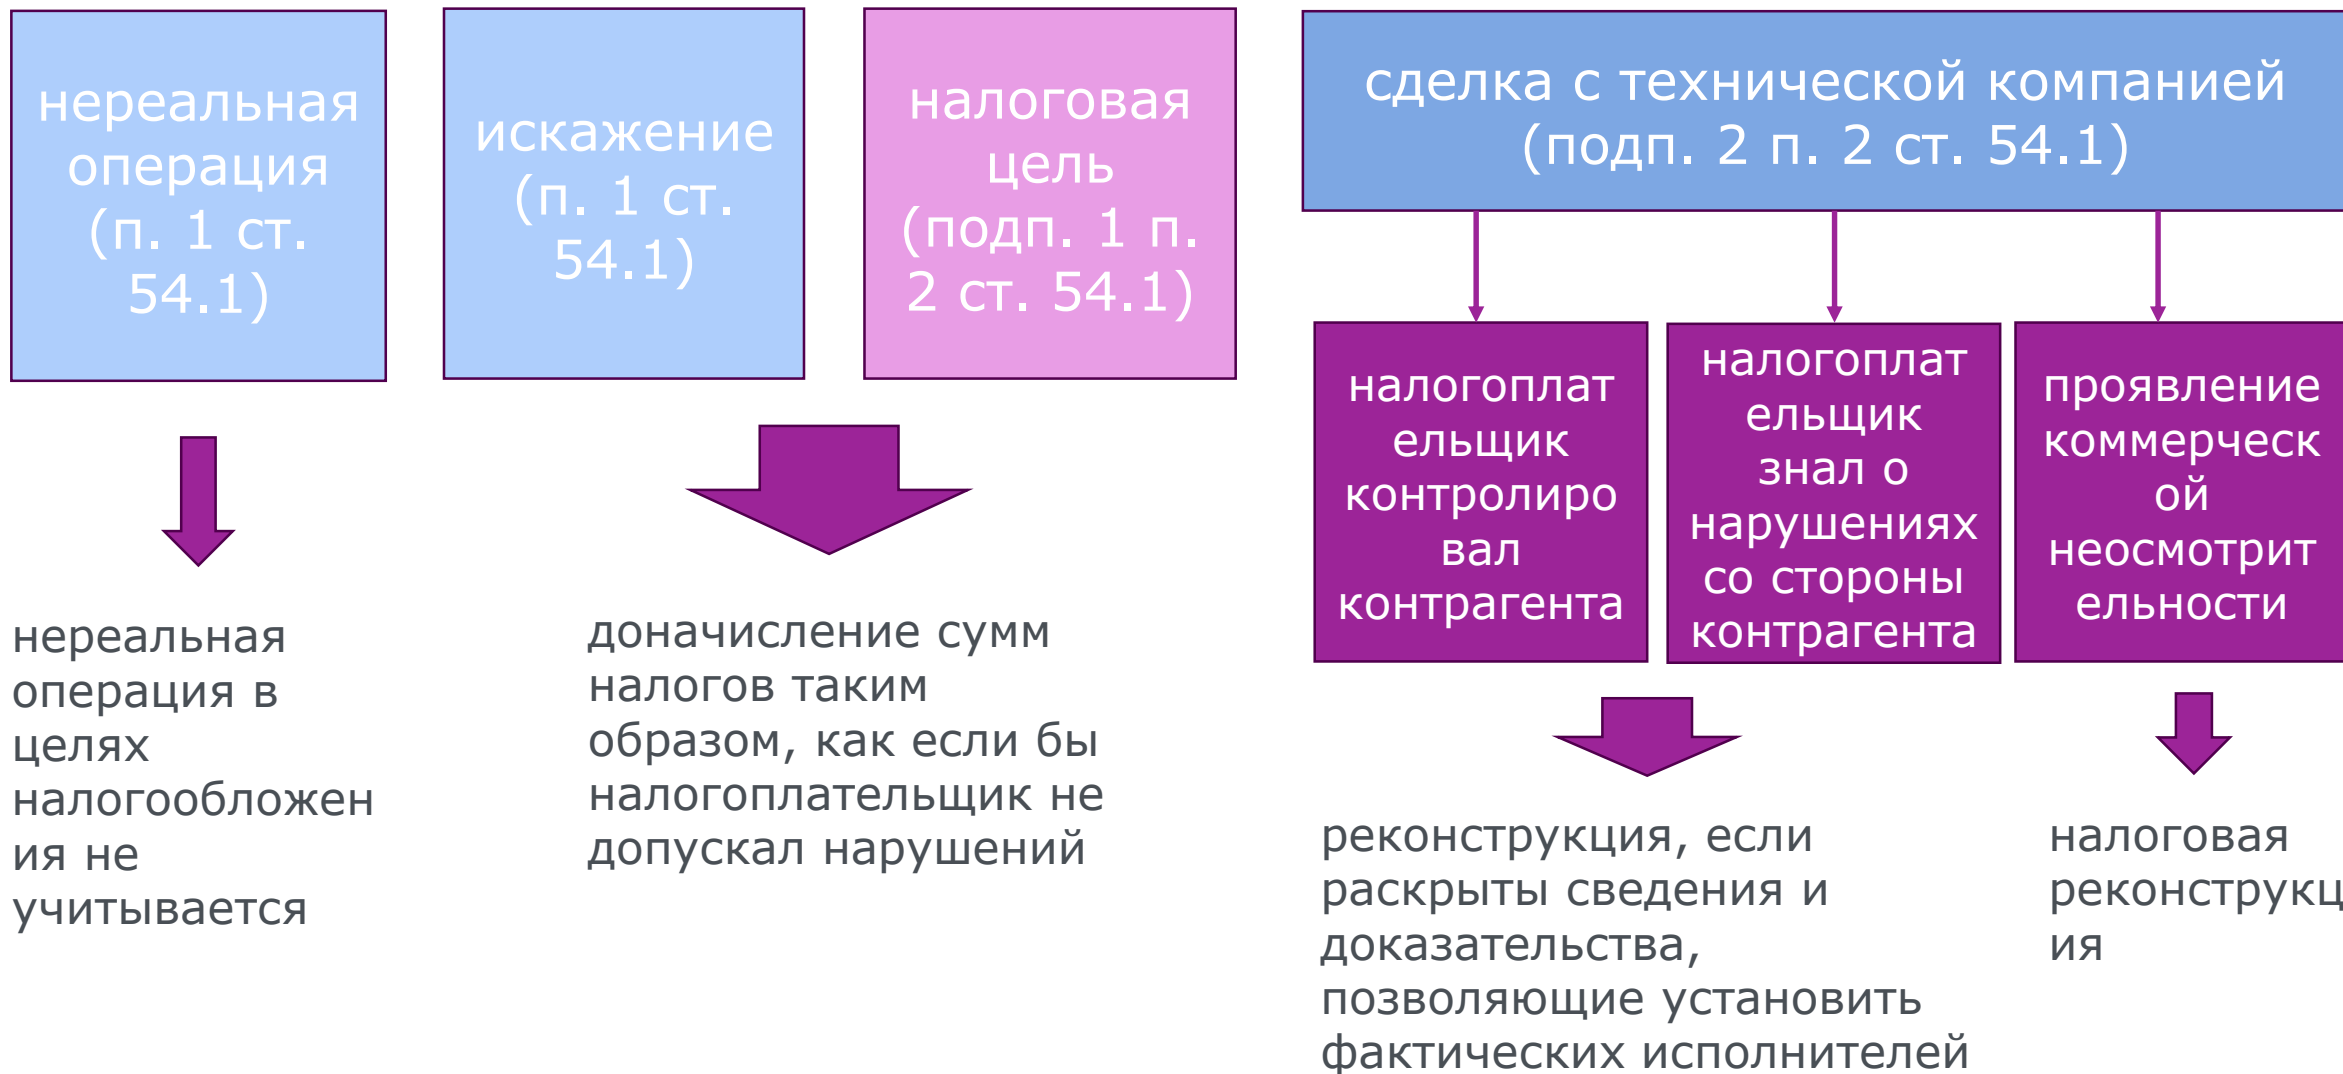 нереальная
операция
(п. 1 ст.
54.1)
искажение
(п. 1 ст.
54.1)
налоговая
цель
(подп. 1 п.
2 ст. 54.1)
сделка с технической компанией
(подп. 2 п. 2 ст. 54.1)
налогоплат
ельщик
контролиро
вал
контрагента
налогоплат
ельщик
знал о
нарушениях
со стороны
контрагента
проявление
коммерческ
ой
неосмотрит
ельности
нереальная
операция в
целях
налогообложен
ия не
учитывается
доначисление сумм
налогов таким
образом, как если бы
налогоплательщик не
допускал нарушений
реконструкция, если
раскрыты сведения и
доказательства,
позволяющие установить
фактических исполнителей
налоговая
реконструкц
ия